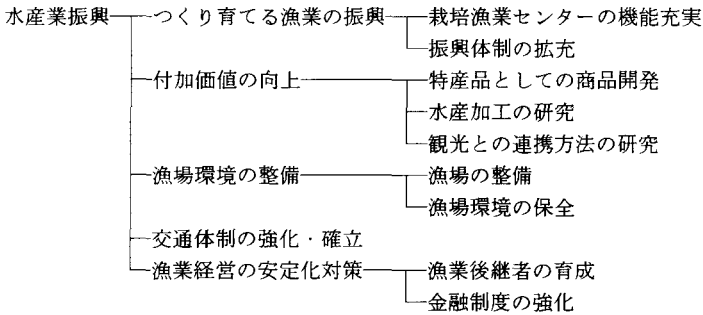 水産業振興 つくり育てる漁業の振興 栽培漁業センターの機能充実
振興体制の拡充
付加価値の向上 特産品としての商品開発
水産加工の研究
観光との連携方法の研究
漁場環境の整備 漁場の整備
漁場環境の保全
交通体制の強化・確立
漁業経営の安定化対策 漁業後継者の育成
金融制度の強化